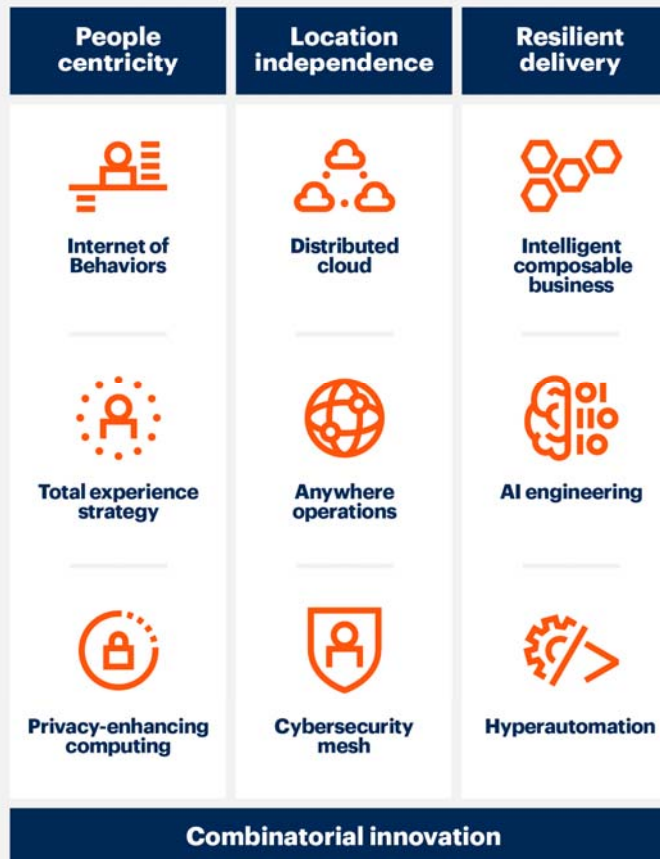 People
centricity
Location
independence
Resilient
delivery
Internet of
Behaviors
Distributed
cloud
Intelligent
composable
business
Total experience
strategy
Anywhere
operations
AI engineering
Privacy-enhancing
computing
Cybersecurity
mesh
Hyperautomation
Combinatorial innovation